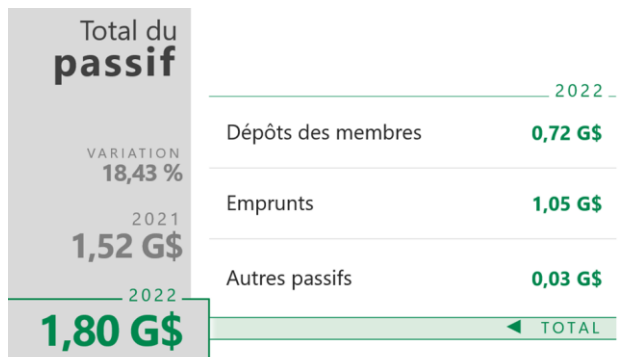 Total du
passif
VARIATION
18,43 %
2021
1,52 G$
2022
1,80 G$
2022
Dépôts des membres 0,72 G$
Emprunts 1,05 G$
Autres passifs 0,03 G$
◄ TOTAL